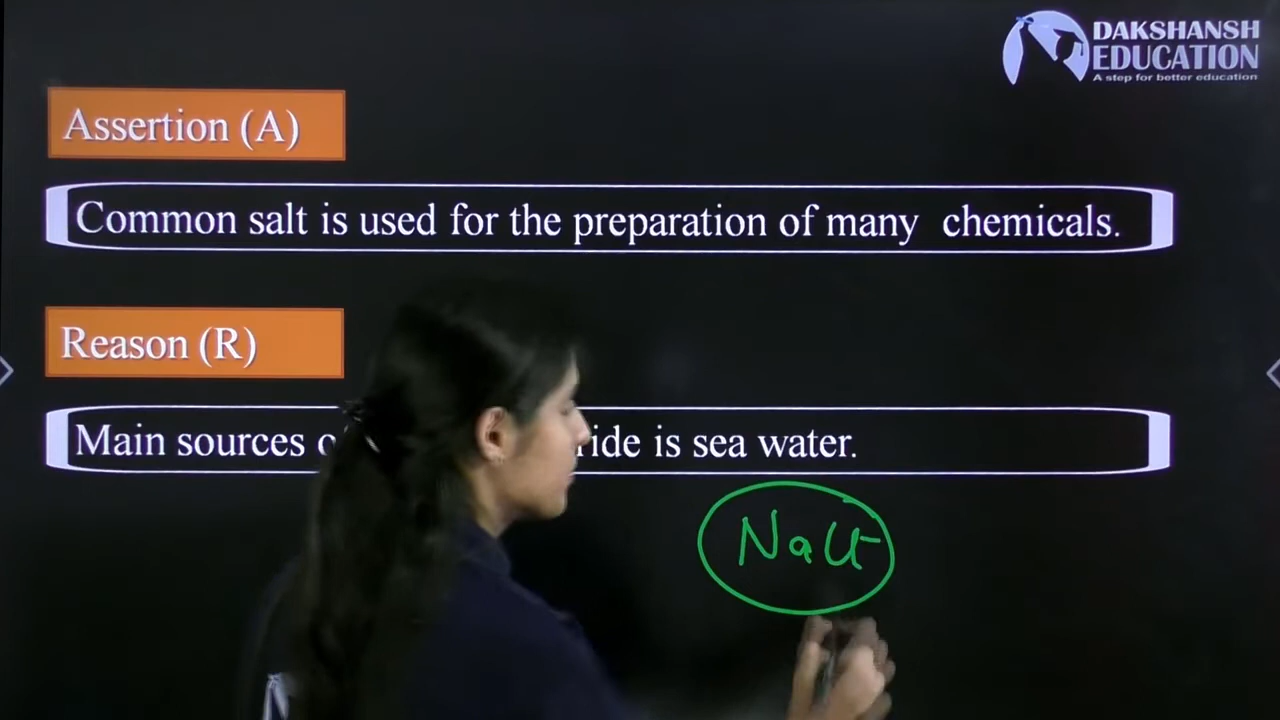 DAKSHANSH
EDUCATION
A step for better education
Assertion (A)
Common salt is used for the preparation of many chemicals.
Reason (R)
Main sources ride is sea water.